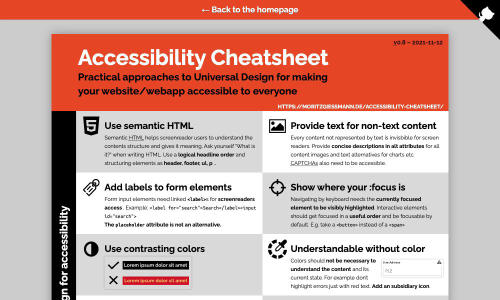 ← Back to the homepage
v0.8 – 2021-11-12
Accessibility Cheatsheet
Practical approaches to Universal Design for making
your website/webapp accessible to everyone
HTTPS://MORITZGIESSMANN.DE/ACCESSIBILITY-CHEATSHEET/
Use semantic HTML
Semantic HTML helps screenreader users to understand the
contents structure and gives it meaning. Ask yourself "What is
it?" when writing HTML. Use a logical headline order and
structuring elements as header, footer, ul, p ...
Provide text for non-text content
Every content not represented by text is invisible for screen
readers. Provide concise descriptions in alt attributes for all
content images and text alternatives for charts etc.
CAPTCHAs also need to be accessible.
Add labels to form elements
Form input elements need linked <label>s for screenreaders
access. Example: <label for="search">Search</label><input
id="search">
The placeholder attribute is not an alternative.
Show where your :focus is
Navigating by keyboard needs the currently focused
element to be visibly highlighted. Interactive elements
should get focused in a useful order and be focusable by
default. E.g. take a <button> instead of a <span>
ign for accessibility
Use contrasting colors
Lorem ipsum dolor sit amet
Lorem ipsum dolor sit amet
Understandable without color
Colors should not be necessary to
understand the content and its
current state. For example dont
highlight errors just with red text. Add an subsidiary icon